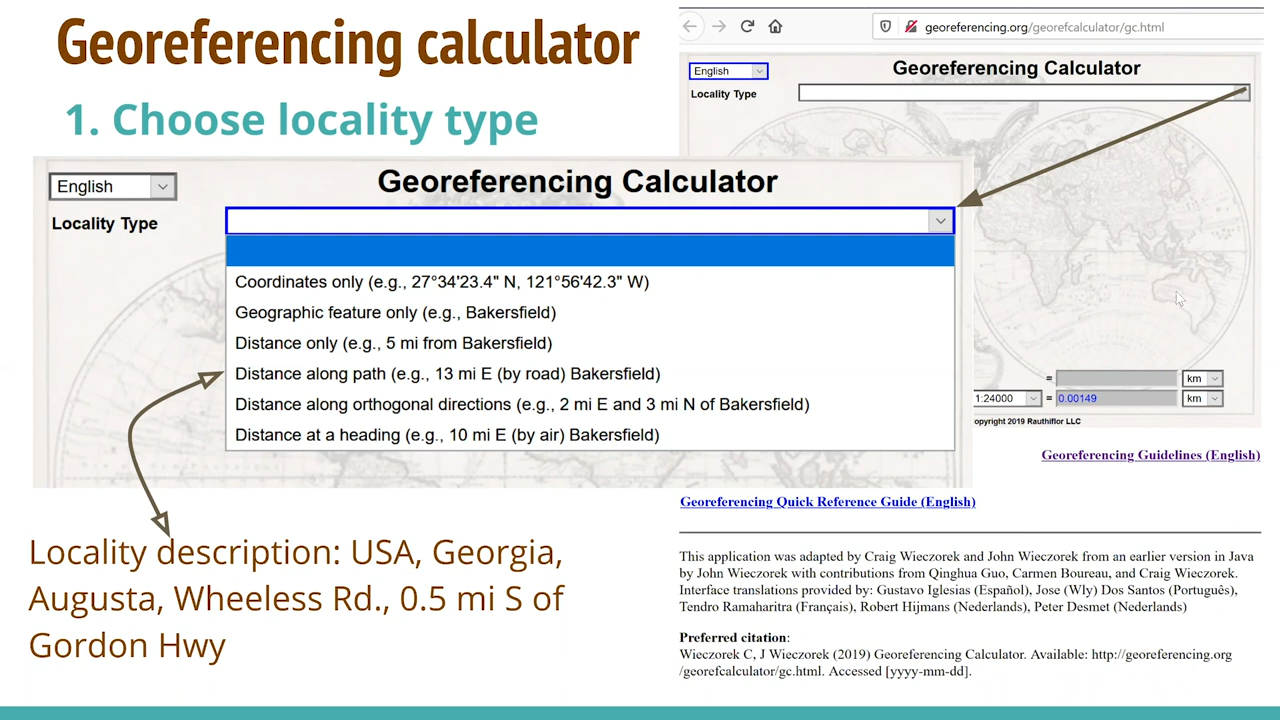 Georeferencing calculator
1. Choose locality type
English
Georeferencing Calculator
Locality Type
Coordinates only (e.g., 27°34'23.4" N, 121°56'42.3" W)
Geographic feature only (e.g., Bakersfield)
Distance only (e.g., 5 mi from Bakersfield)
Distance along path (e.g., 13 mi E (by road) Bakersfield)
Distance along orthogonal directions (e.g., 2 mi E and 3 mi N of Bakersfield)
Distance at a heading (e.g., 10 mi E (by air) Bakersfield)
Locality description: USA, Georgia,
Augusta, Wheeless Rd., 0.5 mi S of
Gordon Hwy
georeferencing.org/georefcalculator/gc.html
English
Georeferencing Calculator
Locality Type
= km
1:24000 = 0.00149 km
opyright 2019 Rauthiflor LLC
Georeferencing Guidelines (English)
Georeferencing Quick Reference Guide (English)
This application was adapted by Craig Wieczorek and John Wieczorek from an earlier version in Java
by John Wieczorek with contributions from Qinghua Guo, Carmen Boureau, and Craig Wieczorek.
Interface translations provided by: Gustavo Iglesias (Español), Jose (Wly) Dos Santos (Português),
Tendro Ramaharitra (Français), Robert Hijmans (Nederlands), Peter Desmet (Nederlands)
Preferred citation:
Wieczorek C, J Wieczorek (2019) Georeferencing Calculator. Available: http://georeferencing.org
/georefcalculator/gc.html. Accessed [yyyy-mm-dd].